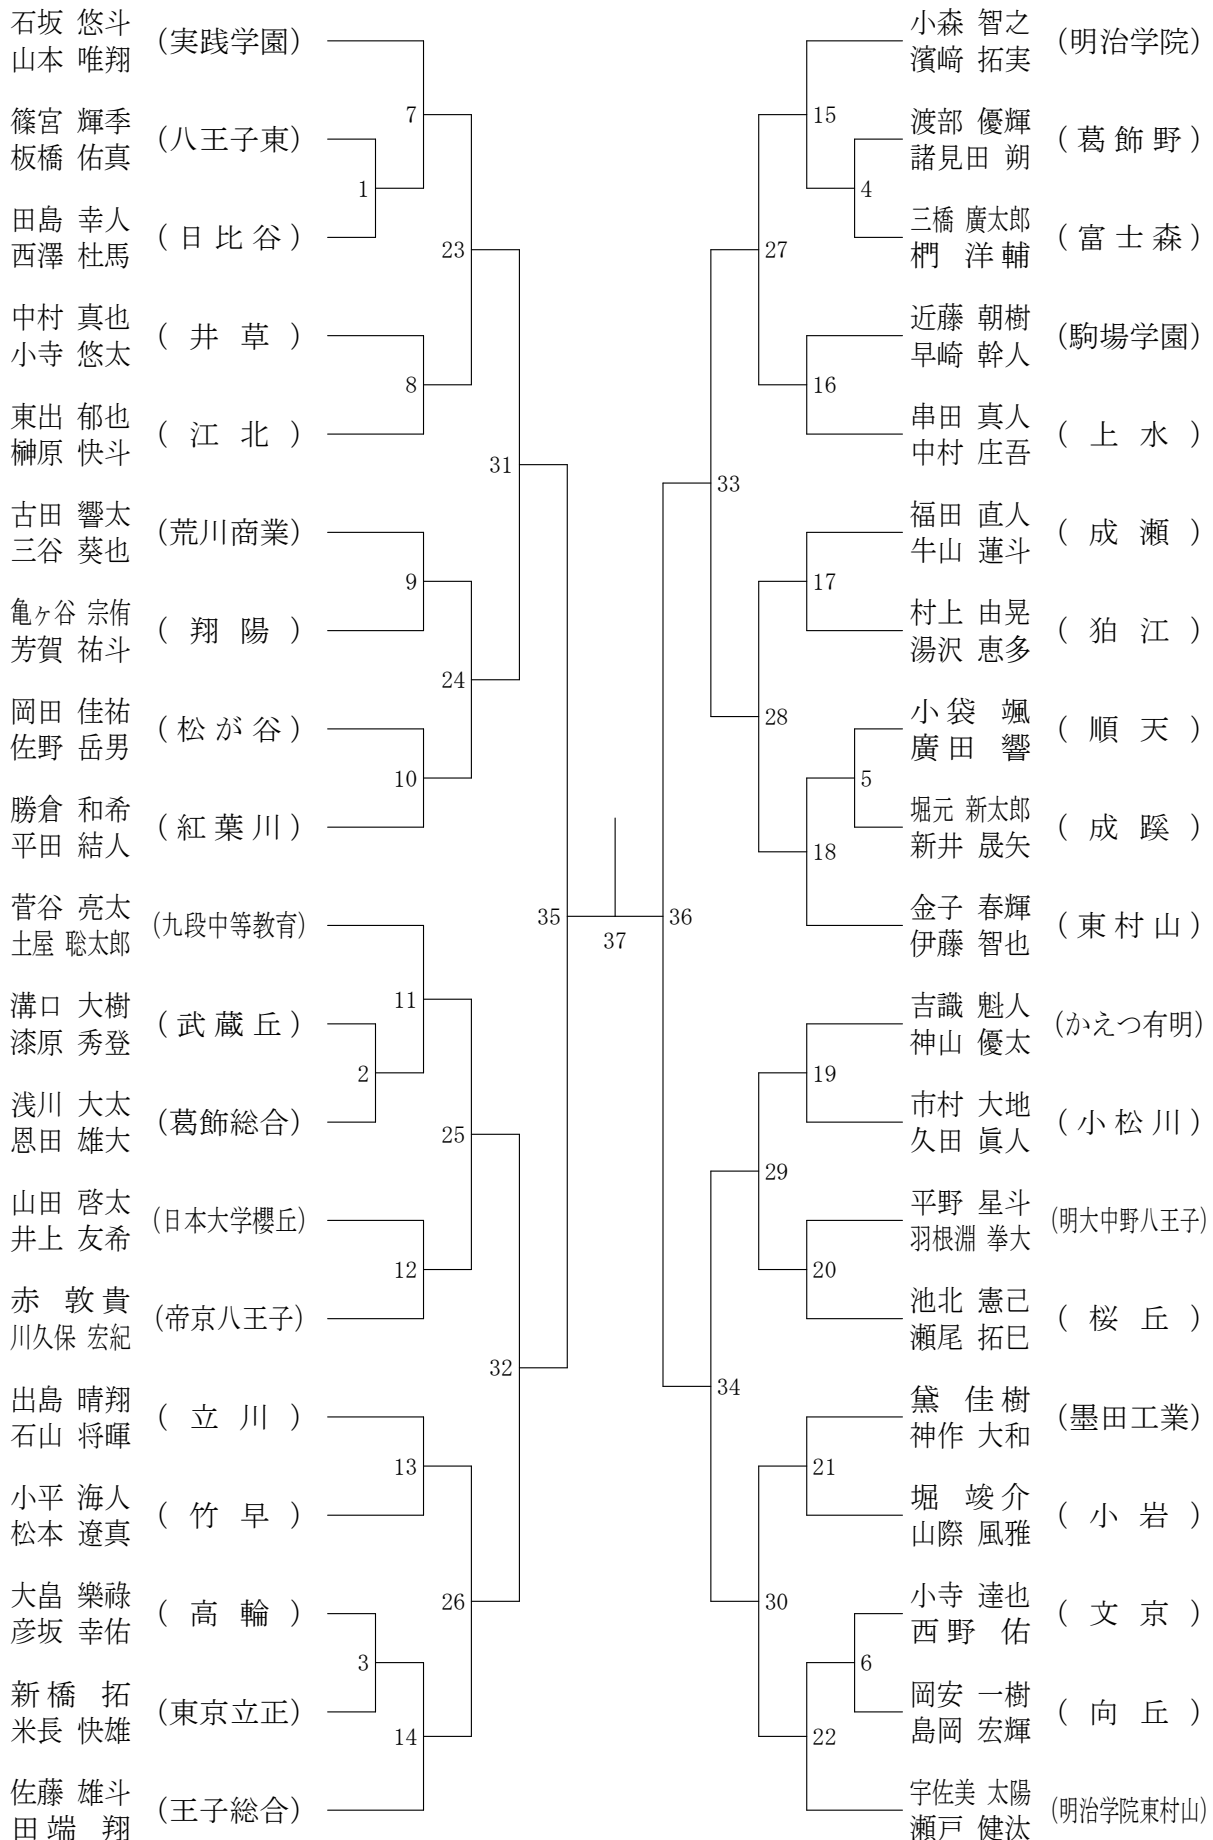 石坂 悠斗
山本 唯翔
(実践学園)
篠宮 輝季
板橋 佑真
(八王子東)
田島 幸人
西澤 杜馬
(日比谷)
中村 真也
小寺 悠太
(井草)
東出 郁也
榊原 快斗
(江北)
古田 響太
三谷 葵也
(荒川商業)
亀ヶ谷 宗侑
芳賀 祐斗
(翔陽)
岡田 佳祐
佐野 岳男
(松が谷)
勝倉 和希
平田 結人
(紅葉川)
菅谷 亮太
土屋 聡太郎
(九段中等教育)
溝口 大樹
漆原 秀登
(武蔵丘)
浅川 大太
恩田 雄大
(葛飾総合)
山田 啓太
井上 友希
(日本大学櫻丘)
赤 敦貴
川久保 宏紀
(帝京八王子)
出島 晴翔
石山 将暉
(立川)
小平 海人
松本 遼真
(竹早)
大畠 樂祿
彦坂 幸佑
(高輪)
新橋 拓
米長 快雄
(東京立正)
佐藤 雄斗
田端 翔
(王子総合)
7
1
23
8
31
9
24
10
35
11
2
25
12
32
13
26
3
14
37
36
15
4
27
16
33
17
28
5
18
19
29
20
34
21
30
6
22
小森 智之
濱﨑 拓実
(明治学院)
渡部 優輝
諸見田 朔
(葛飾野)
三橋 廣太郎
椚 洋輔
(富士森)
近藤 朝樹
早崎 幹人
(駒場学園)
串田 真人
中村 庄吾
(上水)
福田 直人
牛山 蓮斗
(成瀬)
村上 由晃
湯沢 恵多
(狛江)
小袋 颯
廣田 響
(順天)
堀元 新太郎
新井 晟矢
(成蹊)
金子 春輝
伊藤 智也
(東村山)
吉識 魁人
神山 優太
(かえつ有明)
市村 大地
久田 眞人
(小松川)
平野 星斗
羽根淵 拳大
(明大中野八王子)
池北 憲己
瀬尾 拓巳
(桜丘)
黛 佳樹
神作 大和
(墨田工業)
堀 竣介
山際 風雅
(小岩)
小寺 達也
西野 佑
(文京)
岡安 一樹
島岡 宏輝
(向丘)
宇佐美 太陽
瀬戸 健汰
(明治学院東村山)